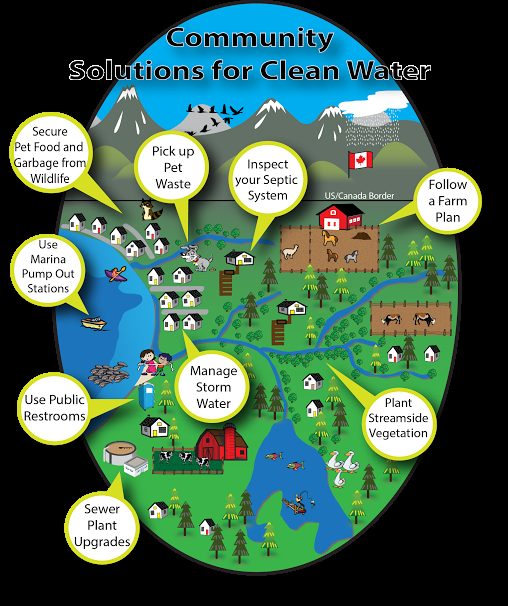 Community
Solutions for Clean Water
Secure
Pet Food and
Garbage from
Wildlife
Pick up
Pet
Waste
Inspect
your Septic
System
US/Canada Border
Follow
a Farm
Plan
Use
Marina
Pump Out
Stations
Manage
Storm
Water
Use Public
Restrooms
Plant
Streamside
Vegetation
Sewer
Plant
Upgrades